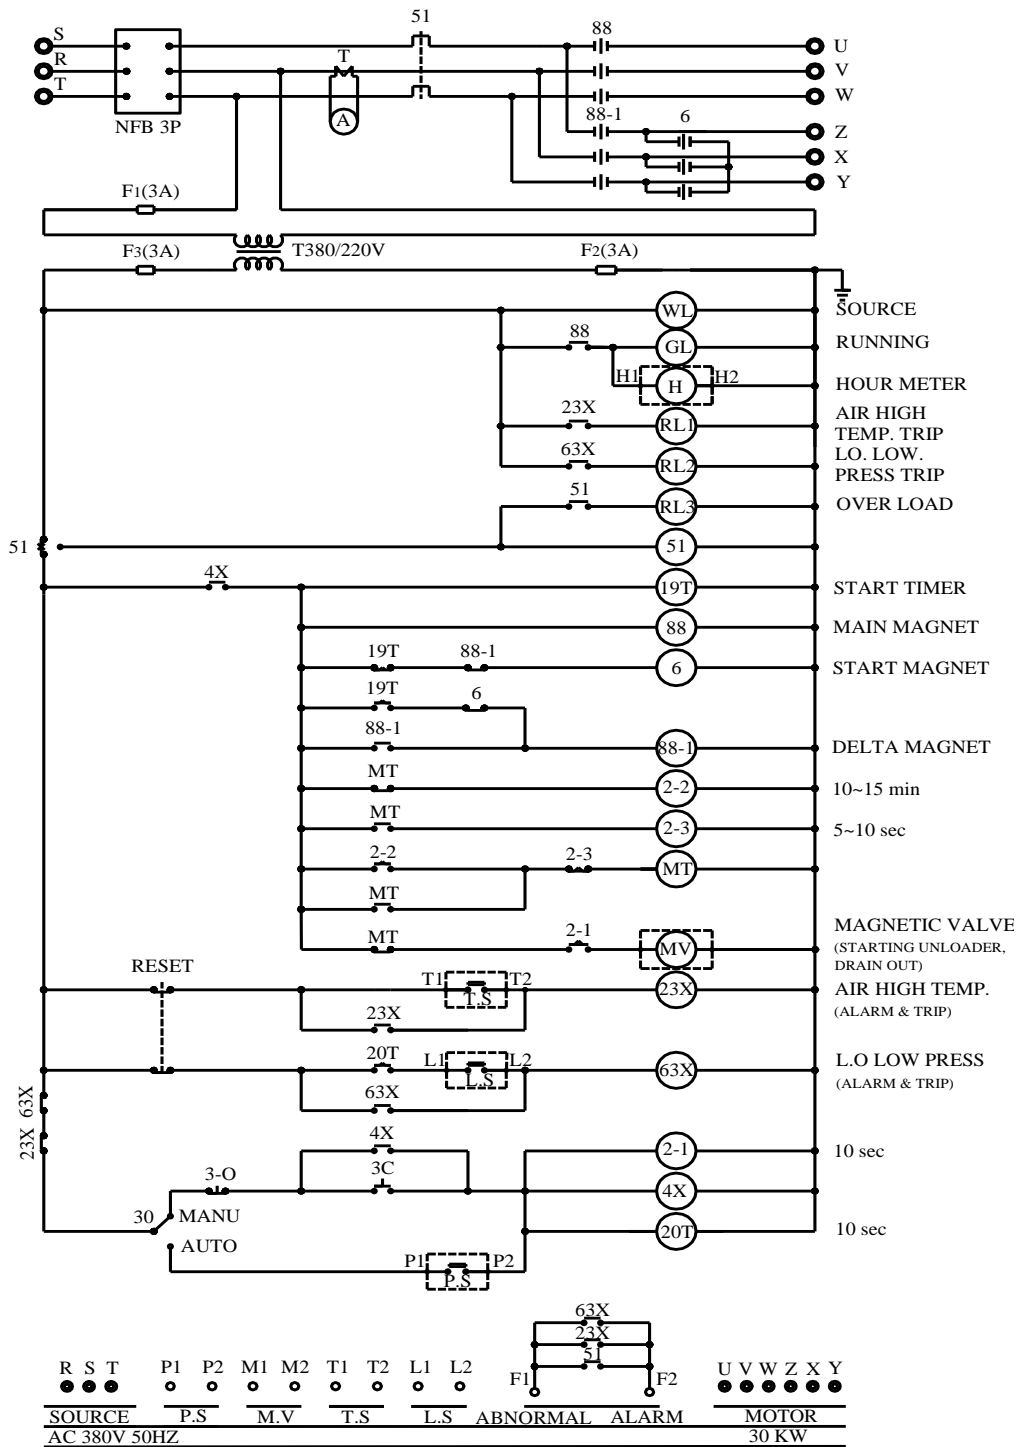 51
S
88
U
R
T
V
T
W
A
88-1
6
NFB 3P
Z
X
Y
F1(3A)
F3(3A)
T380/220V
F2(3A)
WL
SOURCE
88
GL
RUNNING
H1
H
H2
HOUR METER
23X
RL1
AIR HIGH
TEMP. TRIP
63X
RL2
LO. LOW.
PRESS TRIP
51
RL3
OVER LOAD
51
51
4X
19T
START TIMER
88
MAIN MAGNET
19T
88-1
6
START MAGNET
19T
6
88-1
88-1
DELTA MAGNET
MT
2-2
10~15 min
MT
2-3
5~10 sec
2-2
2-3
MT
MT
MT
2-1
MV
MAGNETIC VALVE
(STARTING UNLOADER,
DRAIN OUT)
RESET
T1
T.S
T2
23X
AIR HIGH TEMP.
(ALARM & TRIP)
23X
20T
L1
L.S
L2
63X
L.O LOW PRESS
(ALARM & TRIP)
63X
23X 63X
4X
2-1
10 sec
3-O
3C
4X
30
MANU
20T
10 sec
AUTO
P1
P.S
P2
63X
23X
51
F1
F2
R S T
P1 P2
M1 M2
T1 T2
L1 L2
U V W Z X Y
SOURCE
P.S
M.V
T.S
L.S
ABNORMAL ALARM
MOTOR
AC 380V 50HZ
30 KW